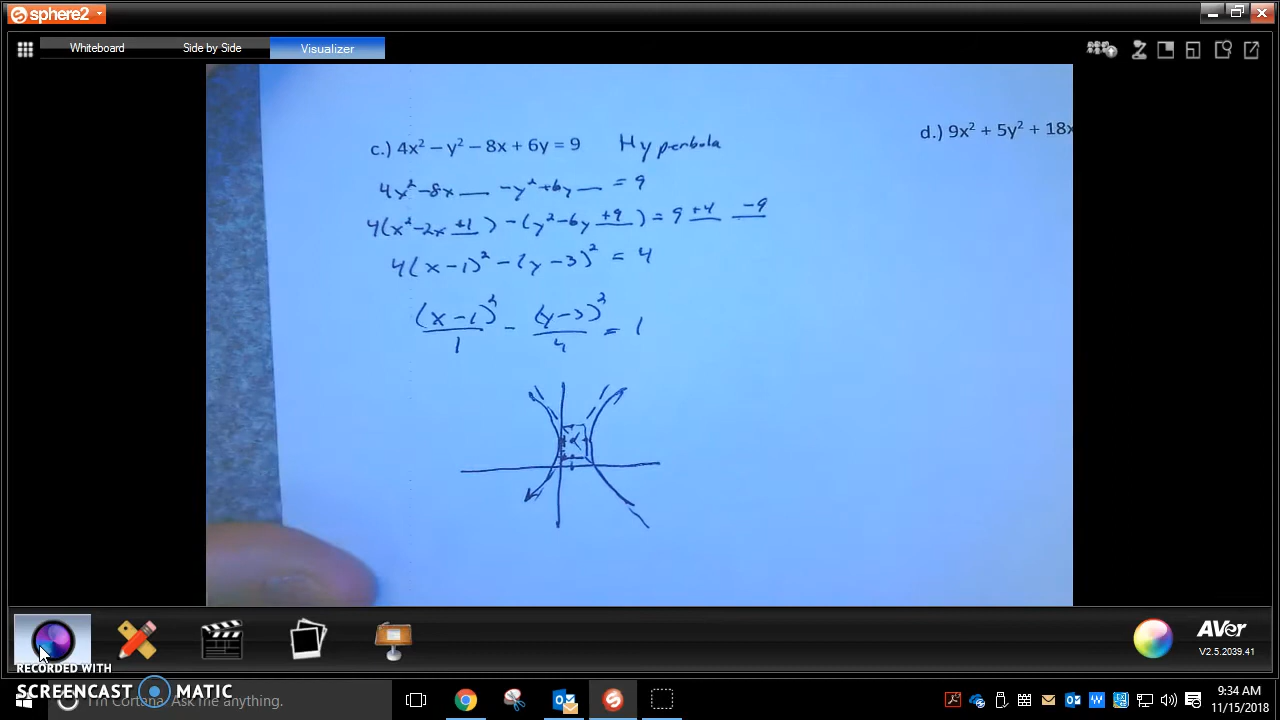 sphere2
Whiteboard Side by Side Visualizer
c.) 4x² − y² − 8x + 6y = 9 Hyperbola
d.) 9x² + 5y² + 18x
4x² -8x __ -y² +6y __ = 9
4(x² -2x +1) - (y² -6y +9) = 9 +4 -9
4(x-1)² - (y-3)² = 4
(x-1)²/1 - (y-3)²/4 = 1
AVer
V2.5.2039.41
RECORDED WITH
SCREENCAST MATIC
I'm Cortana. Ask me anything.
9:34 AM
11/15/2018